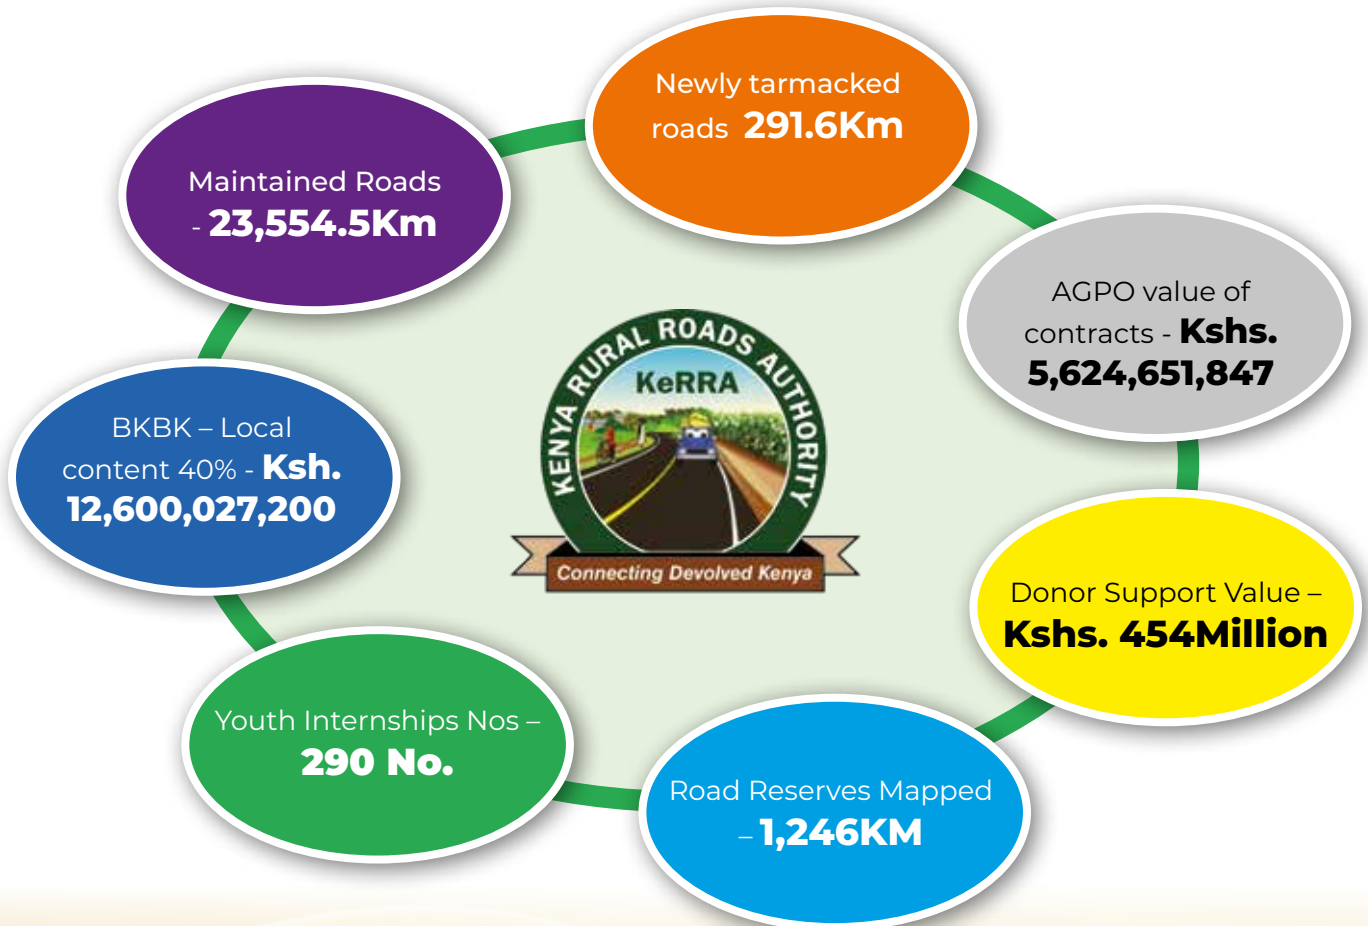 Newly tarmacked
roads 291.6Km
Maintained Roads
- 23,554.5Km
AGPO value of
contracts - Kshs.
5,624,651,847
KENYA RURAL ROADS AUTHORITY
KeRRA
Connecting Devolved Kenya
BKBK – Local
content 40% - Ksh.
12,600,027,200
Donor Support Value –
Kshs. 454Million
Youth Internships Nos –
290 No.
Road Reserves Mapped
– 1,246KM